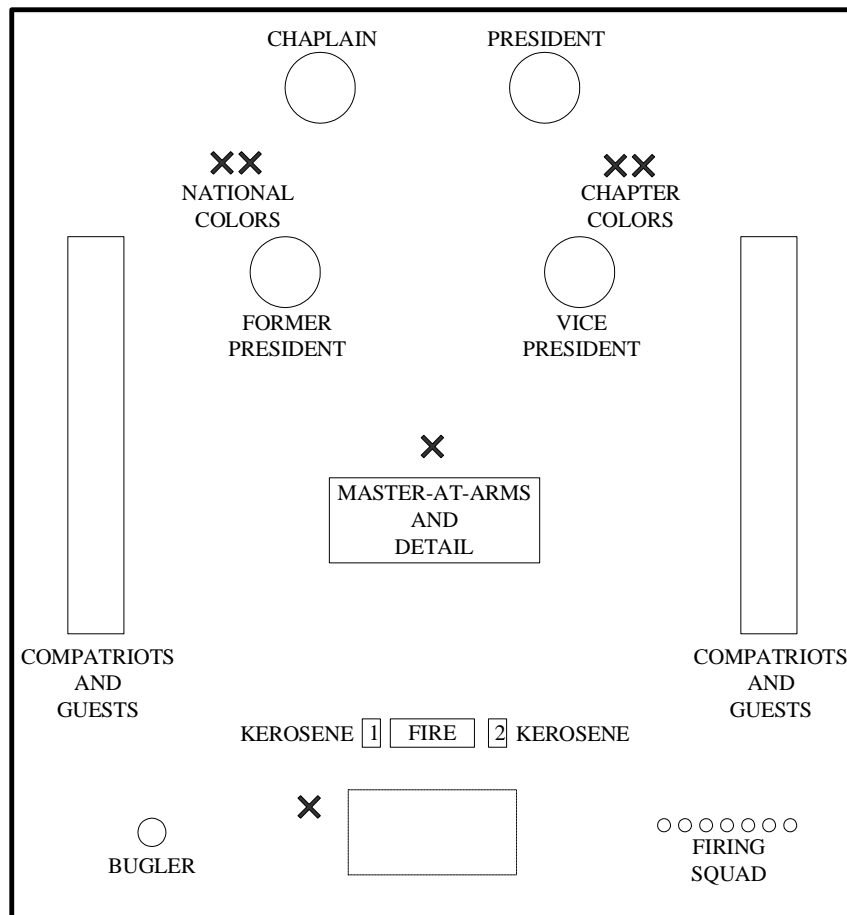 CHAPLAIN
PRESIDENT
NATIONAL
COLORS
CHAPTER
COLORS
FORMER
PRESIDENT
VICE
PRESIDENT
MASTER-AT-ARMS
AND
DETAIL
COMPATRIOTS
AND
GUESTS
COMPATRIOTS
AND
GUESTS
KEROSENE 1 FIRE 2 KEROSENE
BUGLER
FIRING
SQUAD